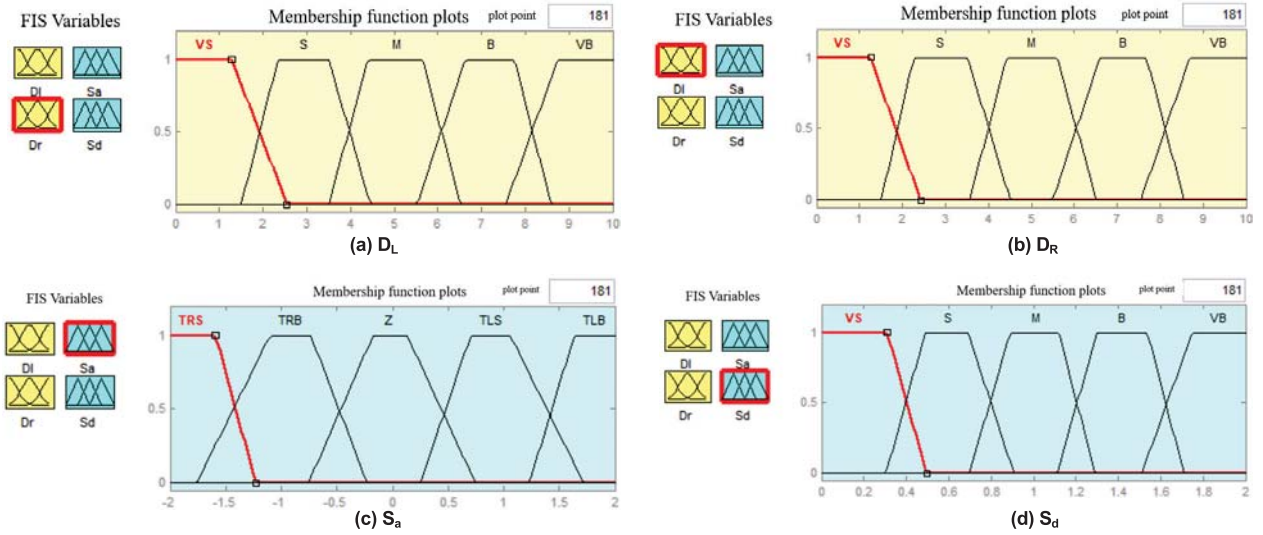 FIS Variables
Membership function plots plot point 181
Dl Sa
Dr Sd
VS S M B VB
1
0.5
0
0 1 2 3 4 5 6 7 8 9 10
(a) DL
FIS Variables
Membership function plots plot point 181
Dl Sa
Dr Sd
VS S M B VB
1
0.5
0
0 1 2 3 4 5 6 7 8 9 10
(b) DR
FIS Variables
Membership function plots plot point 181
Dl Sa
Dr Sd
TRS TRB Z TLS TLB
1
0.5
0
-2 -1.5 -1 -0.5 0 0.5 1 1.5 2
(c) Sa
FIS Variables
Membership function plots plot point 181
Dl Sa
Dr Sd
VS S M B VB
1
0.5
0
0 0.2 0.4 0.6 0.8 1 1.2 1.4 1.6 1.8 2
(d) Sd